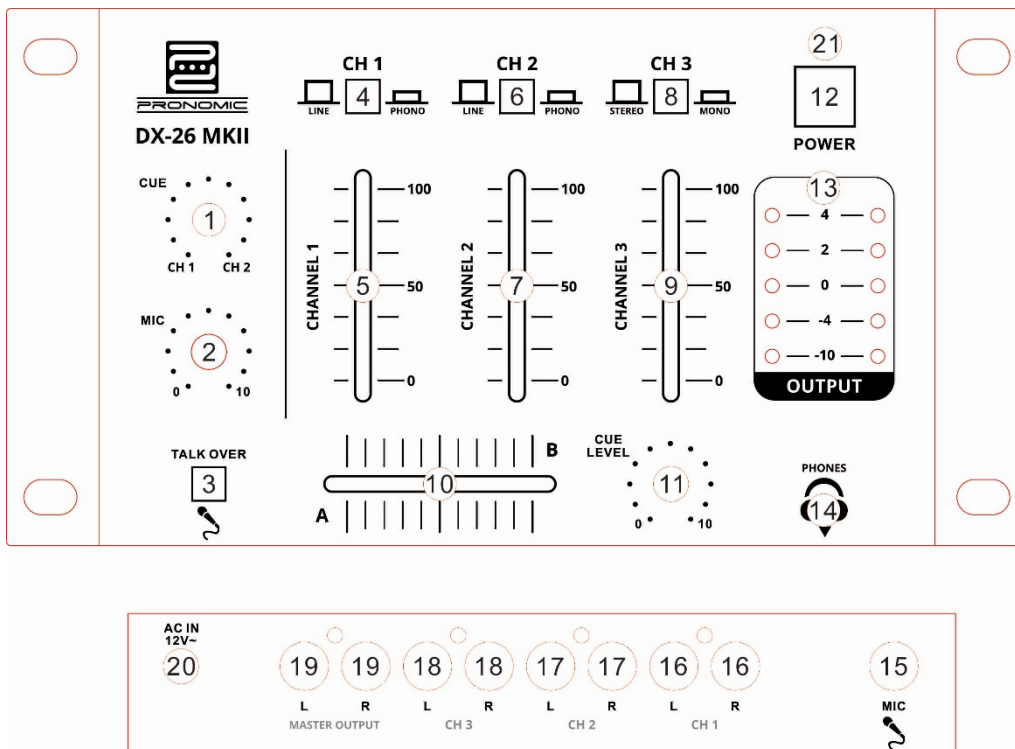 PRONOMIC
DX-26 MKII
CH 1
LINE 4 PHONO
CH 2
LINE 6 PHONO
CH 3
STEREO 8 MONO
21
12
POWER
CUE
1
CH 1 CH 2
MIC
2
0 10
TALK OVER
3
CHANNEL 1
100
5 50
0
CHANNEL 2
100
7 50
0
CHANNEL 3
100
9 50
0
13
4
2
0
-4
-10
OUTPUT
B
10
A
CUE
LEVEL
11
0 10
PHONES
14
AC IN
12V~
20
19 19 18 18 17 17 16 16 15
L R L R L R L R MIC
MASTER OUTPUT CH 3 CH 2 CH 1